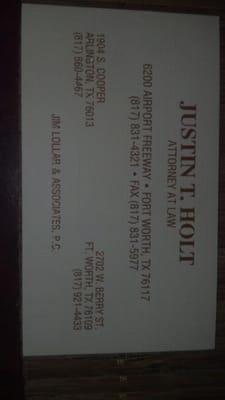 JUSTIN T. HOLT
ATTORNEY AT LAW
6200 AIRPORT FREEWAY • FORT WORTH, TX 76117
(817) 831-4321 • FAX (817) 831-5977
1904 S. COOPER
ARLINGTON, TX 76013
(817) 860-4467
2702 W. BERRY ST.
FT. WORTH, TX 76109
(817) 921-4433
JIM LOLLAR & ASSOCIATES, P.C.